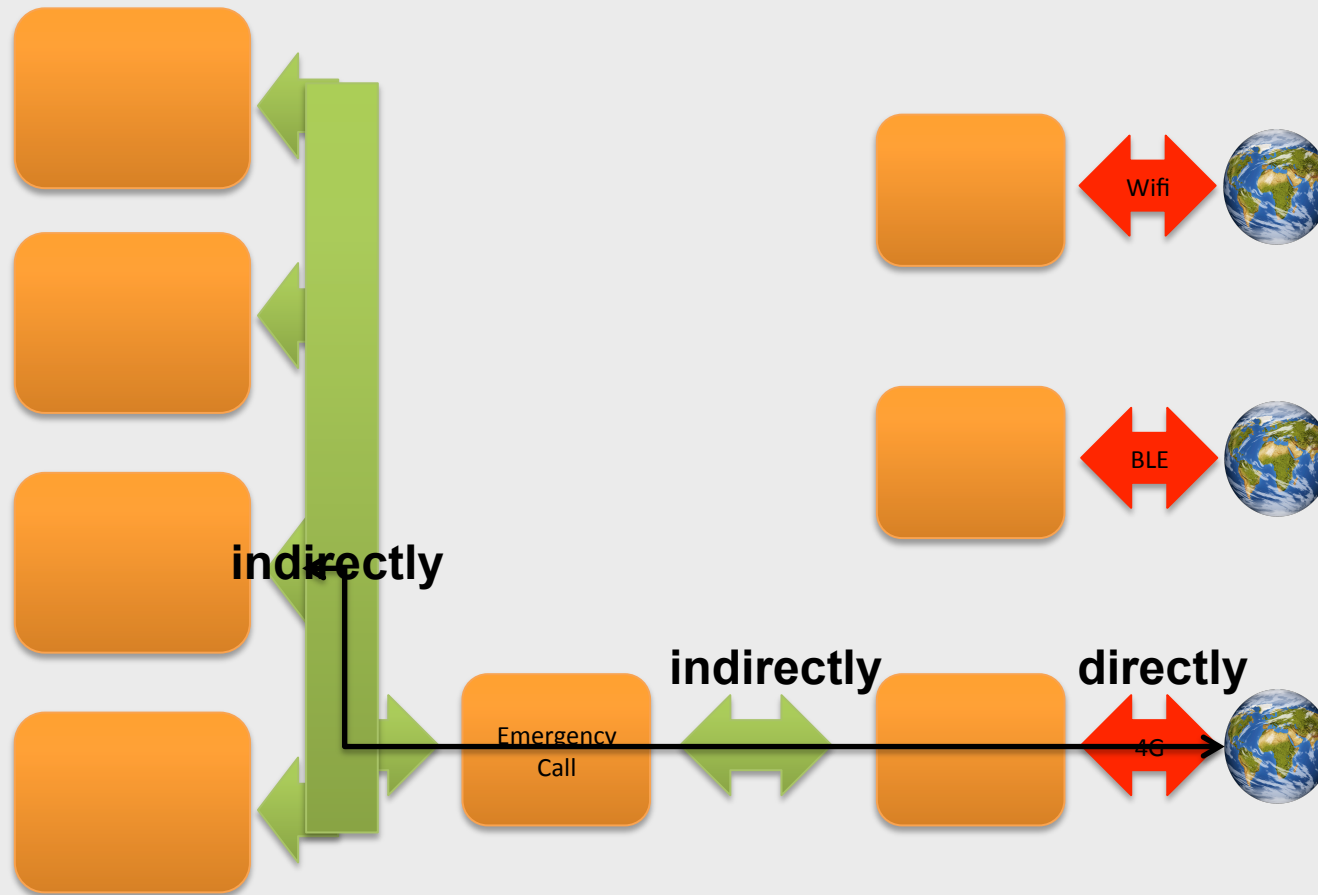 Wifi
BLE
indirectly
indirectly
directly
Emergency
Call
4G